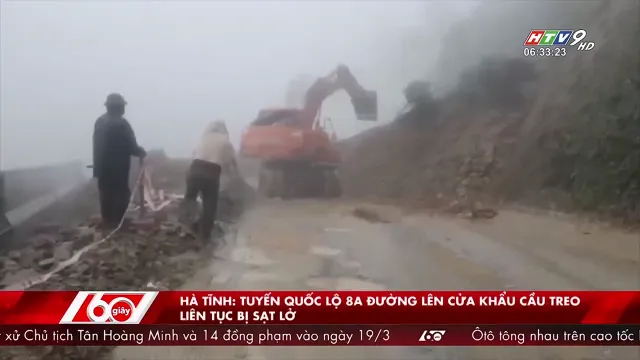 HTV9 HD
06:33:23
60 giây
HÀ TĨNH: TUYẾN QUỐC LỘ 8A ĐƯỜNG LÊN CỬA KHẨU CẦU TREO
LIÊN TỤC BỊ SẠT LỞ
xử Chủ tịch Tân Hoàng Minh và 14 đồng phạm vào ngày 19/3 60 Ôtô tông nhau trên cao tốc